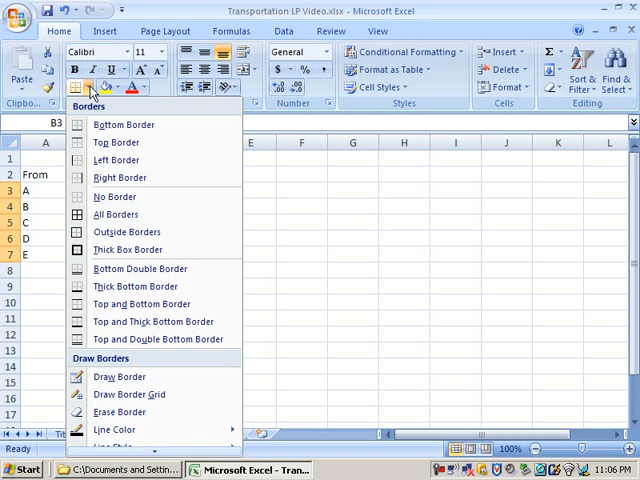 Transportation LP Video.xlsx - Microsoft Excel
Home Insert Page Layout Formulas Data Review View
Paste
Calibri 11
B I U A A
A
General
$ % ,
Conditional Formatting
Format as Table
Cell Styles
Insert
Delete
Format
Σ
Sort & Filter
Find & Select
Clipboard
Alignment
Number
Styles
Cells
Editing
B3
Borders
Bottom Border
Top Border
Left Border
Right Border
No Border
All Borders
Outside Borders
Thick Box Border
Bottom Double Border
Thick Bottom Border
Top and Bottom Border
Top and Thick Bottom Border
Top and Double Bottom Border
Draw Borders
Draw Border
Draw Border Grid
Erase Border
Line Color
A E F G H I J K L
1
2 From
3 A
4 B
5 C
6 D
7 E
8
9
10
11
12
13
14
15
16
17
Ready
100%
Start
C:\Documents and Settin...
Microsoft Excel - Tran...
11:06 PM